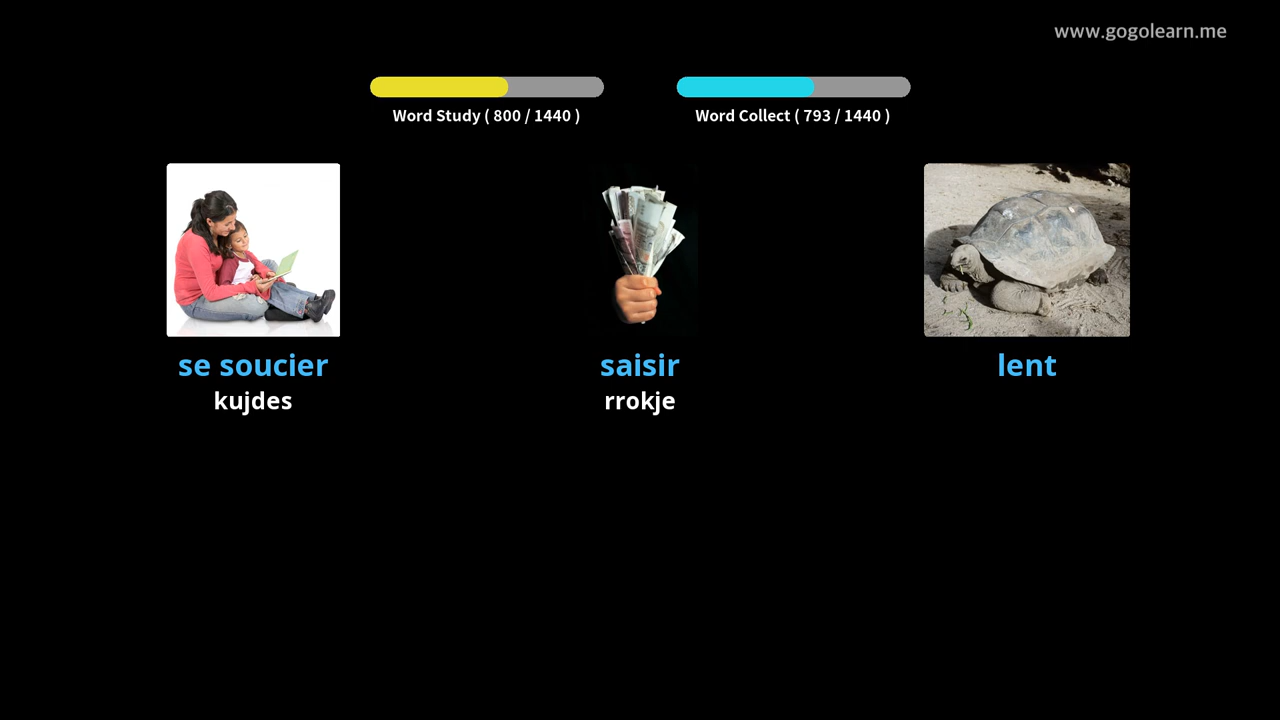 www.gogolearn.me
Word Study ( 800 / 1440 )
Word Collect ( 793 / 1440 )
se soucier
kujdes
saisir
rrokje
lent